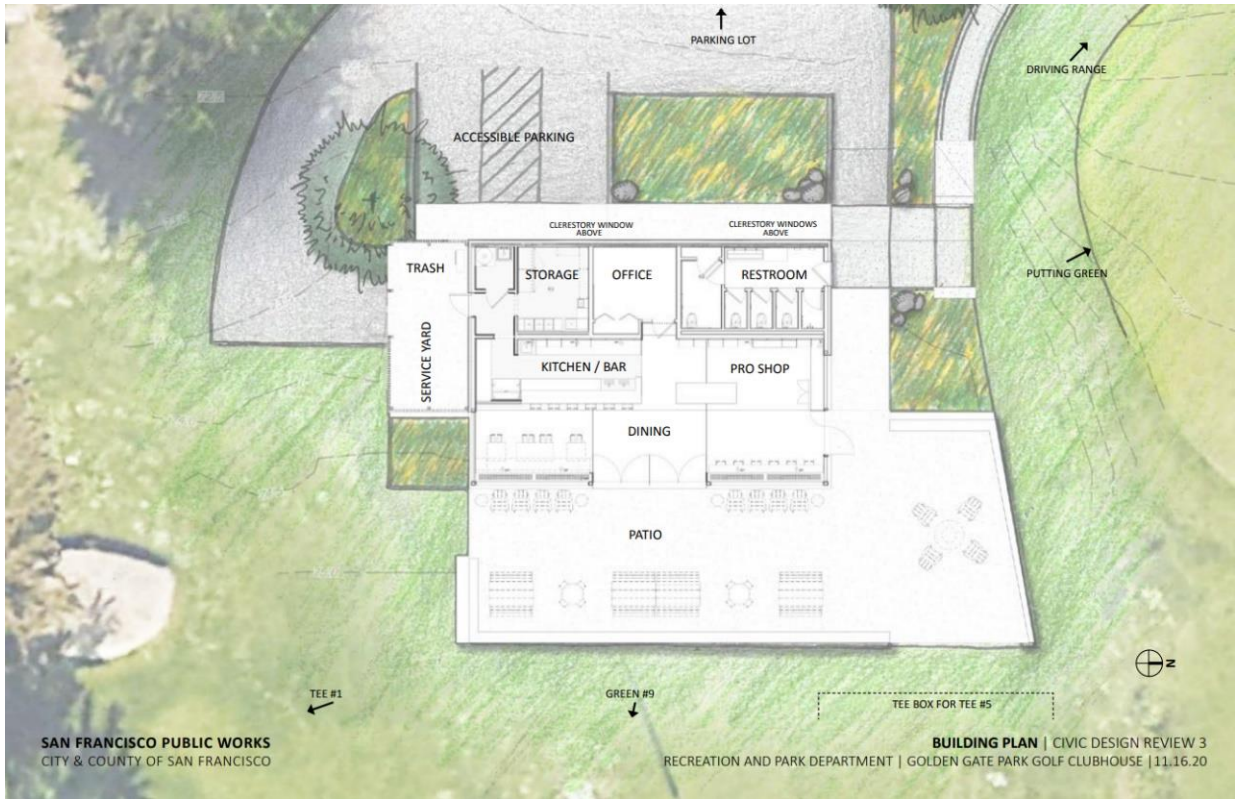 PARKING LOT
DRIVING RANGE
ACCESSIBLE PARKING
CLERESTORY WINDOW
ABOVE
CLERESTORY WINDOWS
ABOVE
TRASH
STORAGE
OFFICE
RESTROOM
PUTTING GREEN
SERVICE YARD
KITCHEN / BAR
PRO SHOP
DINING
PATIO
N
TEE #1
GREEN #9
TEE BOX FOR TEE #5
SAN FRANCISCO PUBLIC WORKS
CITY & COUNTY OF SAN FRANCISCO
BUILDING PLAN | CIVIC DESIGN REVIEW 3
RECREATION AND PARK DEPARTMENT | GOLDEN GATE PARK GOLF CLUBHOUSE | 11.16.20